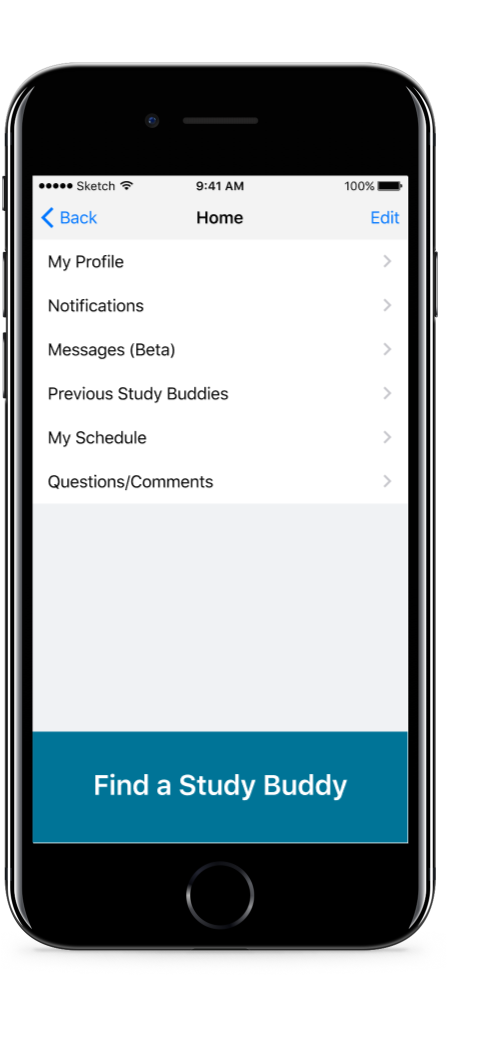 Sketch 9:41 AM 100%
Back Home Edit
My Profile
Notifications
Messages (Beta)
Previous Study Buddies
My Schedule
Questions/Comments
Find a Study Buddy